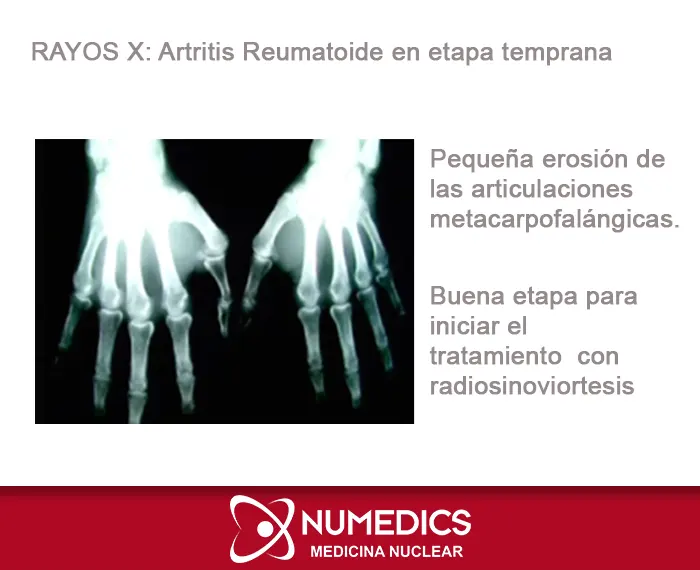 RAYOS X: Artritis Reumatoide en etapa temprana
Pequeña erosión de
las articulaciones
metacarpofalángicas.
Buena etapa para
iniciar el
tratamiento con
radiosinoviortesis
NUMEDICS
MEDICINA NUCLEAR